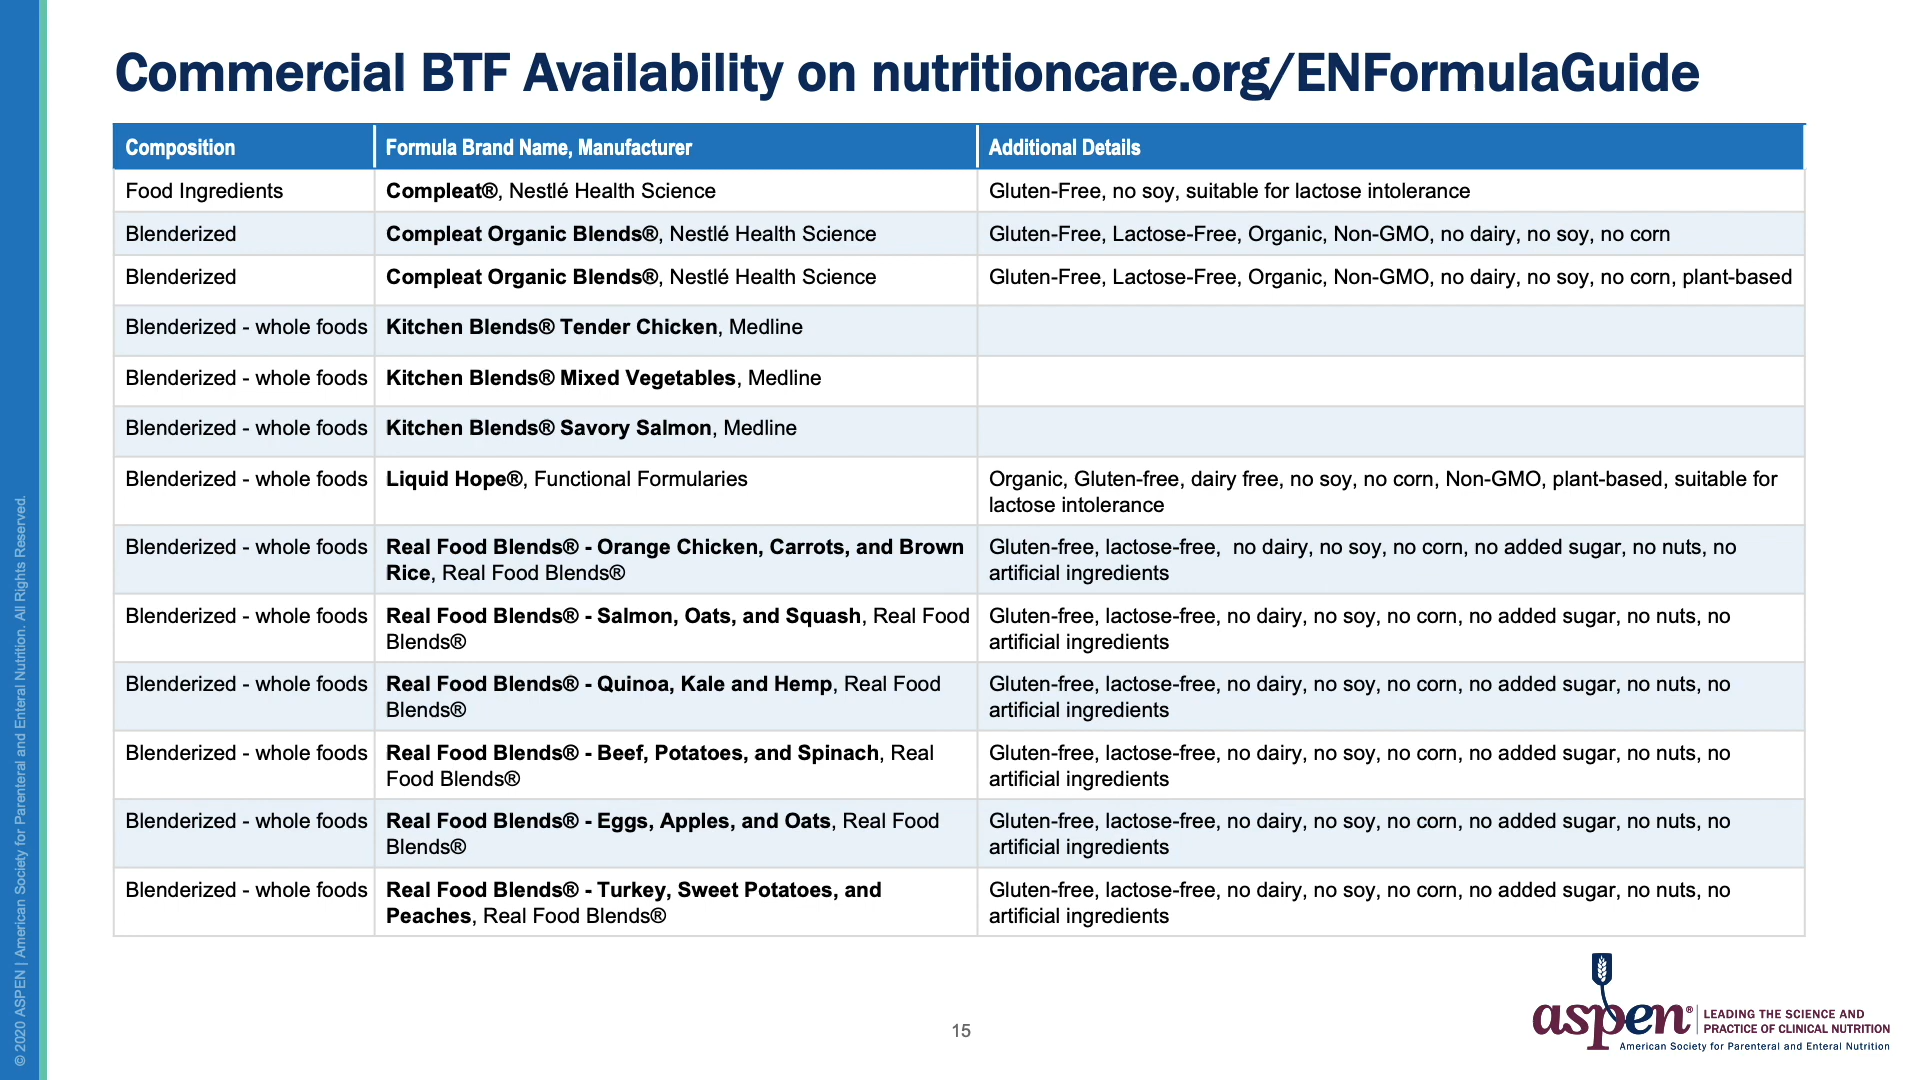 Commercial BTF Availability on nutritioncare.org/ENFormulaGuide
Composition Formula Brand Name, Manufacturer Additional Details
Food Ingredients Compleat®, Nestlé Health Science Gluten-Free, no soy, suitable for lactose intolerance
Blenderized Compleat Organic Blends®, Nestlé Health Science Gluten-Free, Lactose-Free, Organic, Non-GMO, no dairy, no soy, no corn
Blenderized Compleat Organic Blends®, Nestlé Health Science Gluten-Free, Lactose-Free, Organic, Non-GMO, no dairy, no soy, no corn, plant-based
Blenderized - whole foods Kitchen Blends® Tender Chicken, Medline
Blenderized - whole foods Kitchen Blends® Mixed Vegetables, Medline
Blenderized - whole foods Kitchen Blends® Savory Salmon, Medline
Blenderized - whole foods Liquid Hope®, Functional Formularies Organic, Gluten-free, dairy free, no soy, no corn, Non-GMO, plant-based, suitable for
lactose intolerance
Blenderized - whole foods Real Food Blends® - Orange Chicken, Carrots, and Brown Gluten-free, lactose-free, no dairy, no soy, no corn, no added sugar, no nuts, no
Rice, Real Food Blends® artificial ingredients
Blenderized - whole foods Real Food Blends® - Salmon, Oats, and Squash, Real Food Gluten-free, lactose-free, no dairy, no soy, no corn, no added sugar, no nuts, no
Blends® artificial ingredients
Blenderized - whole foods Real Food Blends® - Quinoa, Kale and Hemp, Real Food Gluten-free, lactose-free, no dairy, no soy, no corn, no added sugar, no nuts, no
Blends® artificial ingredients
Blenderized - whole foods Real Food Blends® - Beef, Potatoes, and Spinach, Real Gluten-free, lactose-free, no dairy, no soy, no corn, no added sugar, no nuts, no
Food Blends® artificial ingredients
Blenderized - whole foods Real Food Blends® - Eggs, Apples, and Oats, Real Food Gluten-free, lactose-free, no dairy, no soy, no corn, no added sugar, no nuts, no
Blends® artificial ingredients
Blenderized - whole foods Real Food Blends® - Turkey, Sweet Potatoes, and Gluten-free, lactose-free, no dairy, no soy, no corn, no added sugar, no nuts, no
Peaches, Real Food Blends® artificial ingredients
© 2020 ASPEN | American Society for Parenteral and Enteral Nutrition. All Rights Reserved.
15
aspen®
LEADING THE SCIENCE AND
PRACTICE OF CLINICAL NUTRITION
American Society for Parenteral and Enteral Nutrition